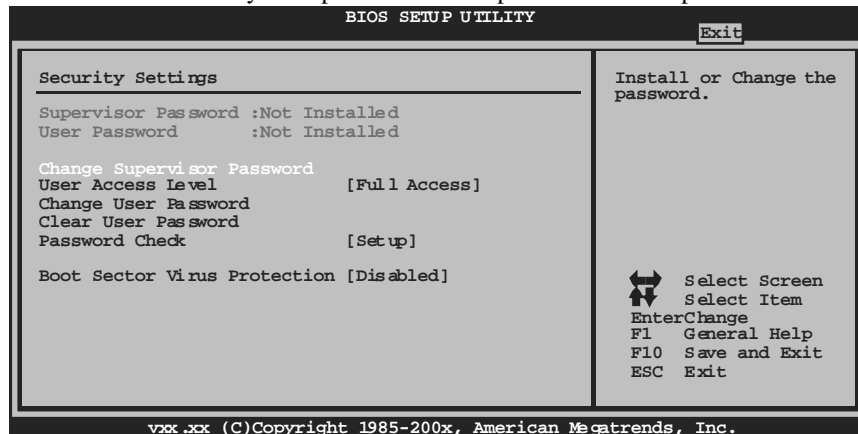 BIOS SETUP UTILITY
Exit
Security Settings
Supervisor Password :Not Installed
User Password :Not Installed
Change Supervisor Password
User Access Level [Full Access]
Change User Password
Clear User Password
Password Check [Setup]
Boot Sector Virus Protection [Disabled]
Install or Change the
password.
Select Screen
Select Item
EnterChange
F1 General Help
F10 Save and Exit
ESC Exit
vxx.xx (C)Copyright 1985-200x, American Megatrends, Inc.